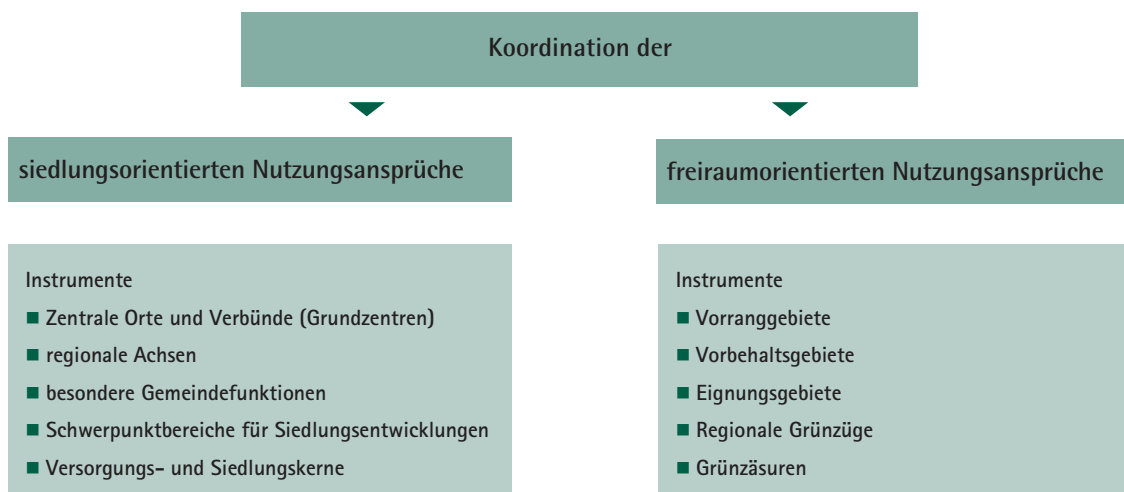 Koordination der
siedlungsorientierten Nutzungsansprüche
Instrumente
■ Zentrale Orte und Verbünde (Grundzentren)
■ regionale Achsen
■ besondere Gemeindefunktionen
■ Schwerpunktbereiche für Siedlungsentwicklungen
■ Versorgungs- und Siedlungskerne
freiraumorientierten Nutzungsansprüche
Instrumente
■ Vorranggebiete
■ Vorbehaltsgebiete
■ Eignungsgebiete
■ Regionale Grünzüge
■ Grünzäsuren